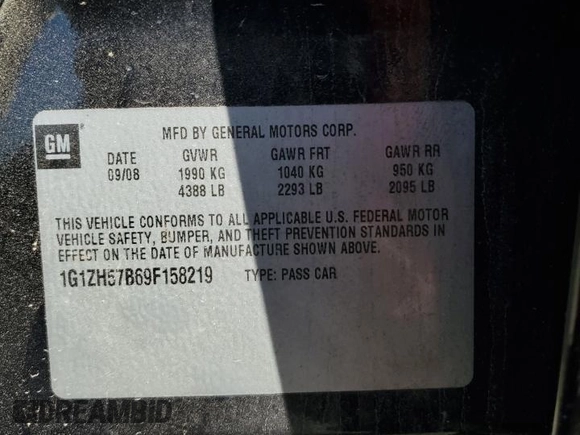 GM
MFD BY GENERAL MOTORS CORP.
DATE GVWR GAWR FRT GAWR RR
09/08 1990 KG 1040 KG 950 KG
4388 LB 2293 LB 2095 LB
THIS VEHICLE CONFORMS TO ALL APPLICABLE U.S. FEDERAL MOTOR
VEHICLE SAFETY, BUMPER, AND THEFT PREVENTION STANDARDS IN
EFFECT ON THE DATE OF MANUFACTURE SHOWN ABOVE.
1G1ZH57B69F158219 TYPE: PASS CAR
DREAMBID